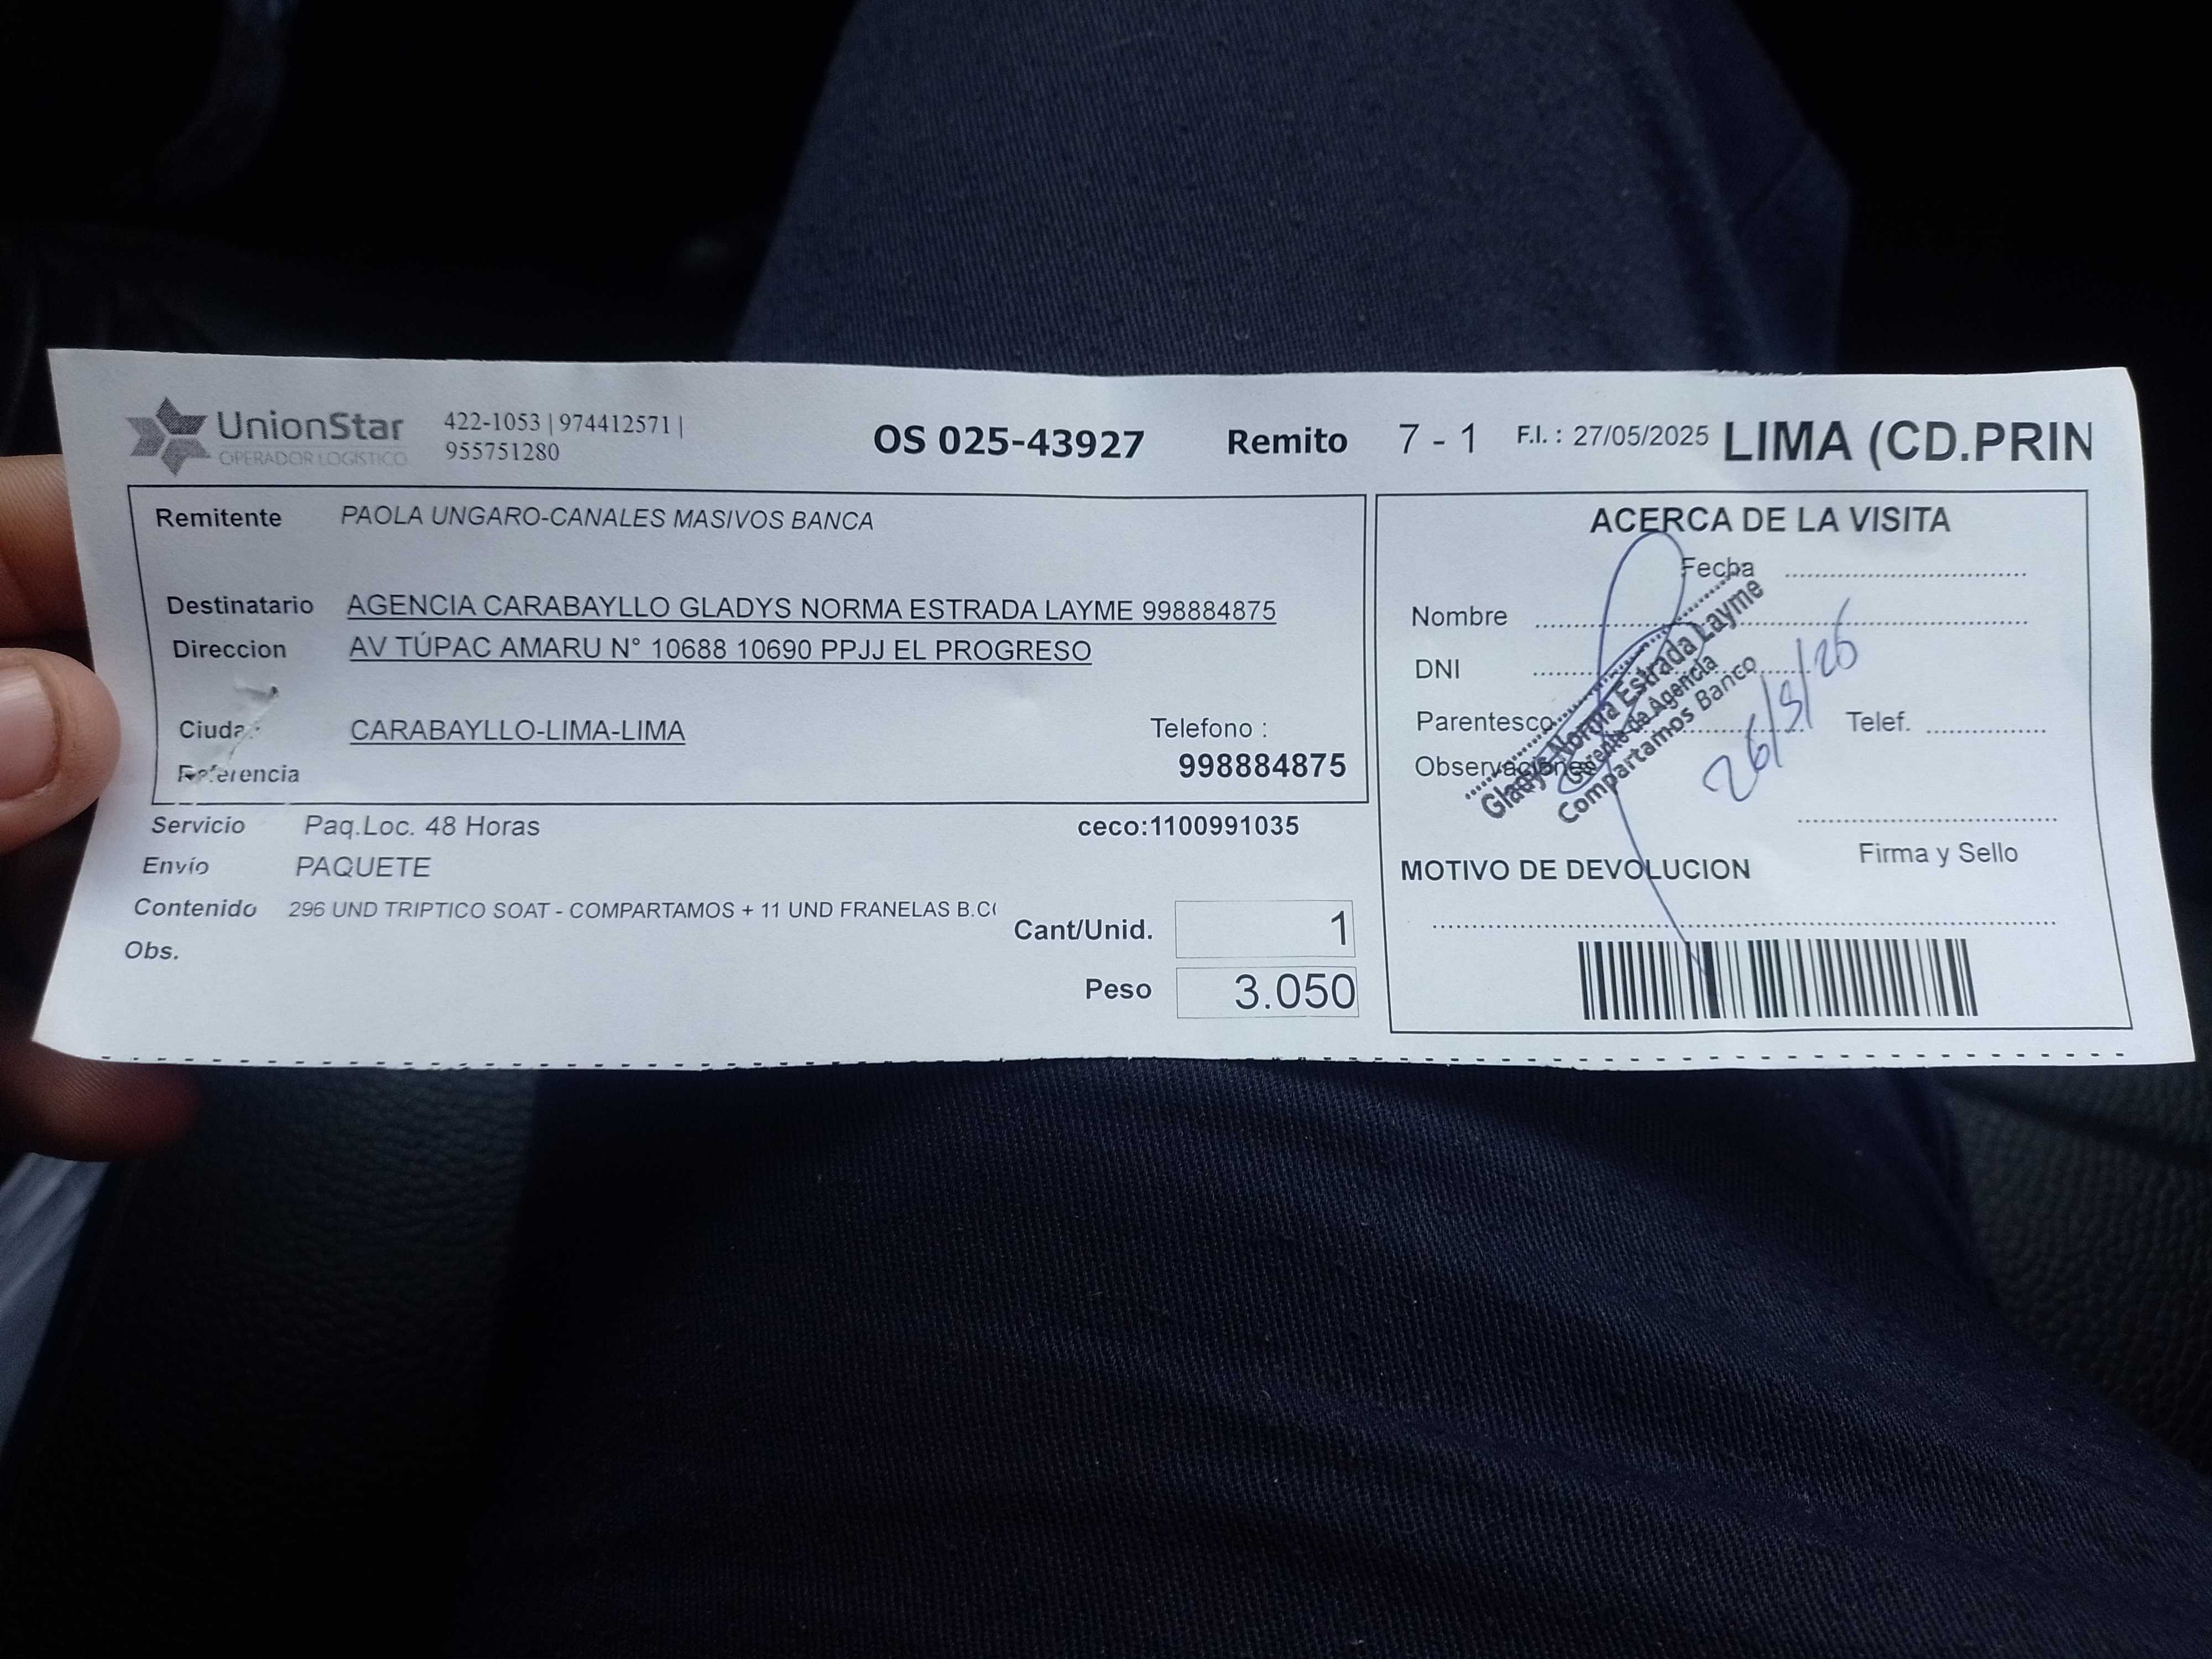 UnionStar
OPERADOR LOGÍSTICO
422-1053 | 974412571 |
955751280
OS 025-43927
Remito 7 - 1
F.I. : 27/05/2025
LIMA (CD.PRIN
Remitente PAOLA UNGARO-CANALES MASIVOS BANCA
Destinatario AGENCIA CARABAYLLO GLADYS NORMA ESTRADA LAYME 998884875
Direccion AV TÚPAC AMARU N° 10688 10690 PPJJ EL PROGRESO
Ciudad CARABAYLLO-LIMA-LIMA
Telefono :
998884875
Referencia
Servicio Paq.Loc. 48 Horas
ceco:1100991035
Envío PAQUETE
Contenido 296 UND TRIPTICO SOAT - COMPARTAMOS + 11 UND FRANELAS B.C
Obs.
Cant/Unid. 1
Peso 3.050
ACERCA DE LA VISITA
Fecha
Nombre
DNI
Parentesco
Telef.
Observaciones
Gladys Norma Estrada Layme
Gerente de Agencia
Compartamos Banco
Firma y Sello
MOTIVO DE DEVOLUCION